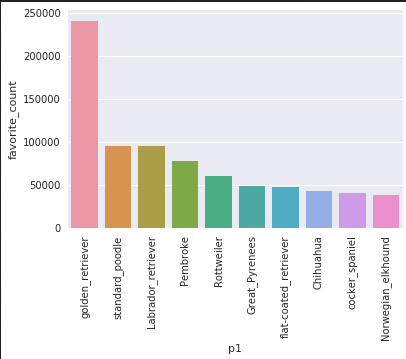 250000
200000
150000
100000
50000
0
favorite_count
golden_retriever
standard_poodle
Labrador_retriever
Pembroke
Rottweiler
Great_Pyrenees
flat-coated_retriever
Chihuahua
cocker_spaniel
Norwegian_elkhound
p1